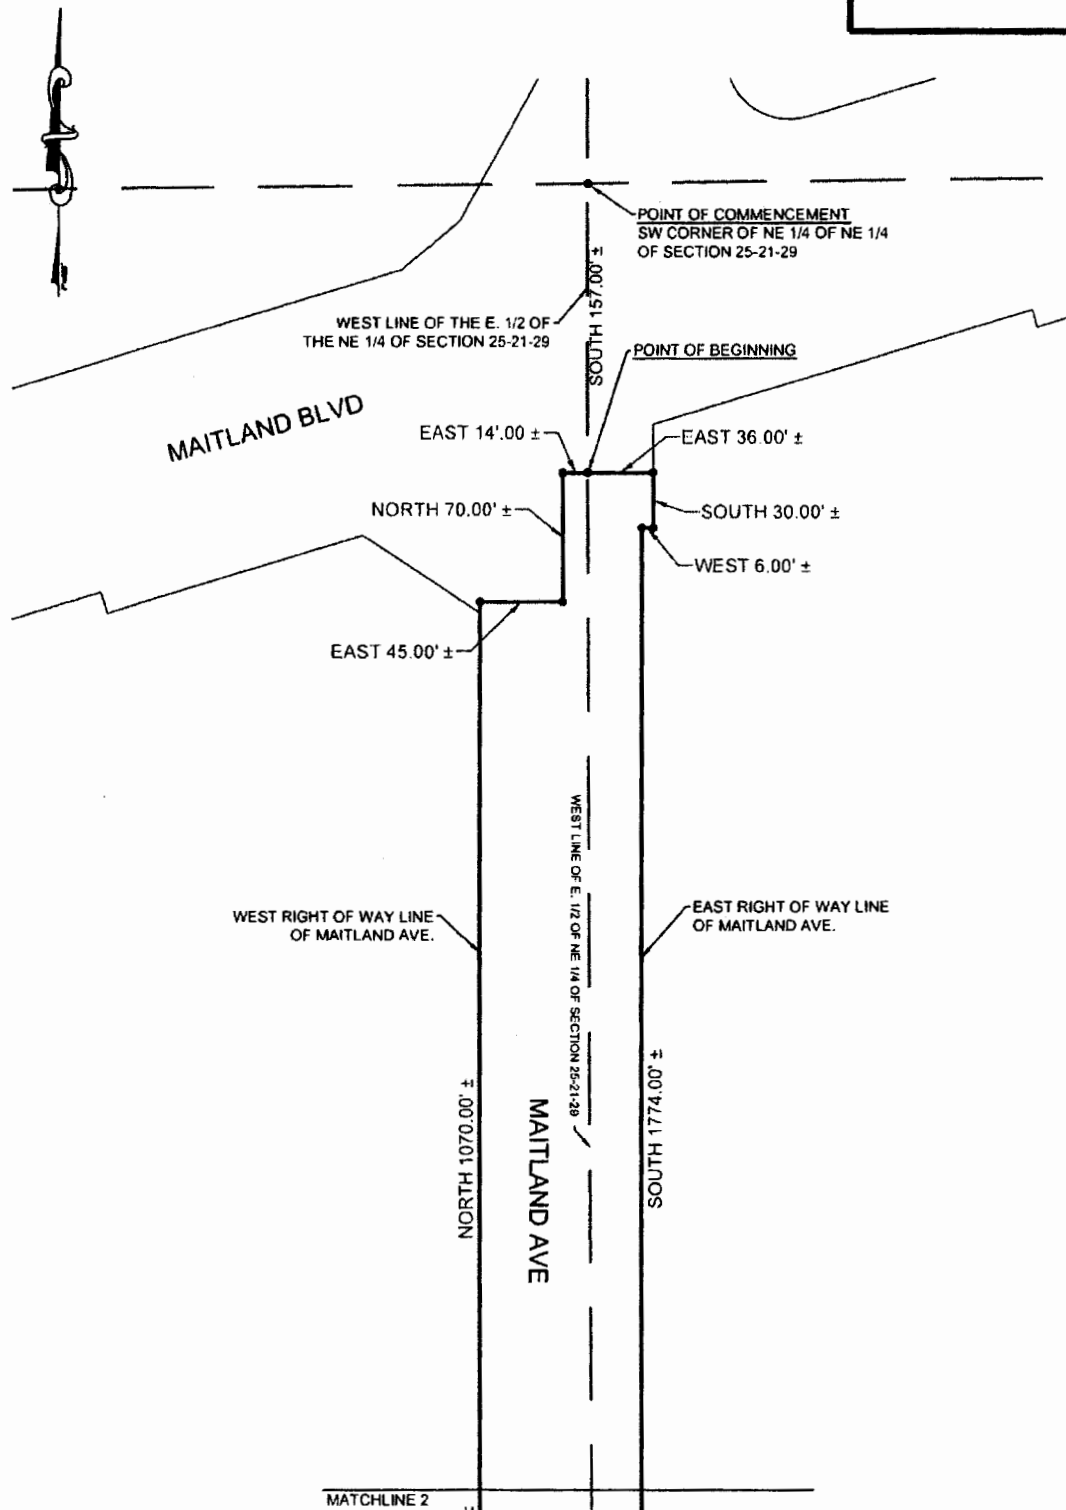 POINT OF COMMENCEMENT
SW CORNER OF NE 1/4 OF NE 1/4
OF SECTION 25-21-29
SOUTH 157.00' ±
WEST LINE OF THE E. 1/2 OF
THE NE 1/4 OF SECTION 25-21-29
POINT OF BEGINNING
MAITLAND BLVD
EAST 14'.00 ±
EAST 36.00' ±
NORTH 70.00' ±
SOUTH 30.00' ±
WEST 6.00' ±
EAST 45.00' ±
WEST LINE OF E. 1/2 OF NE 1/4 OF SECTION 25-21-29
WEST RIGHT OF WAY LINE
OF MAITLAND AVE.
EAST RIGHT OF WAY LINE
OF MAITLAND AVE.
NORTH 1070.00' ±
MAITLAND AVE
SOUTH 1774.00' ±
MATCHLINE 2